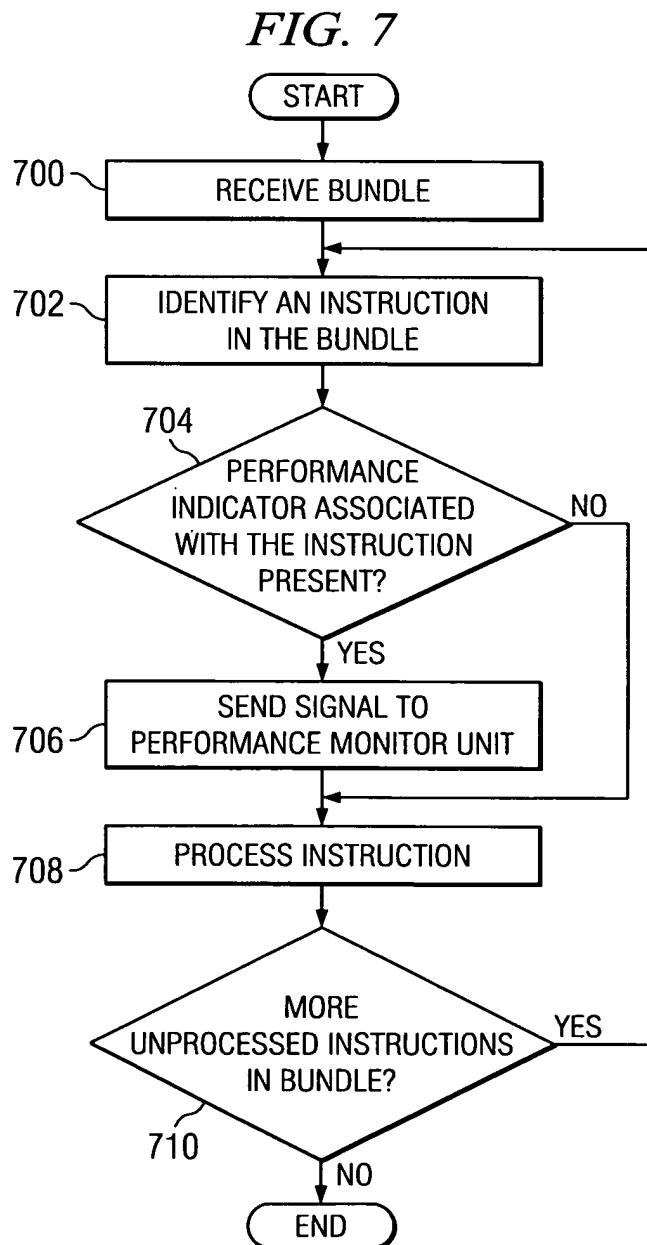 FIG. 7
START
700
RECEIVE BUNDLE
702
IDENTIFY AN INSTRUCTION
IN THE BUNDLE
704
PERFORMANCE
INDICATOR ASSOCIATED
WITH THE INSTRUCTION
PRESENT?
NO
YES
706
SEND SIGNAL TO
PERFORMANCE MONITOR UNIT
708
PROCESS INSTRUCTION
MORE
UNPROCESSED INSTRUCTIONS
IN BUNDLE?
YES
710
NO
END